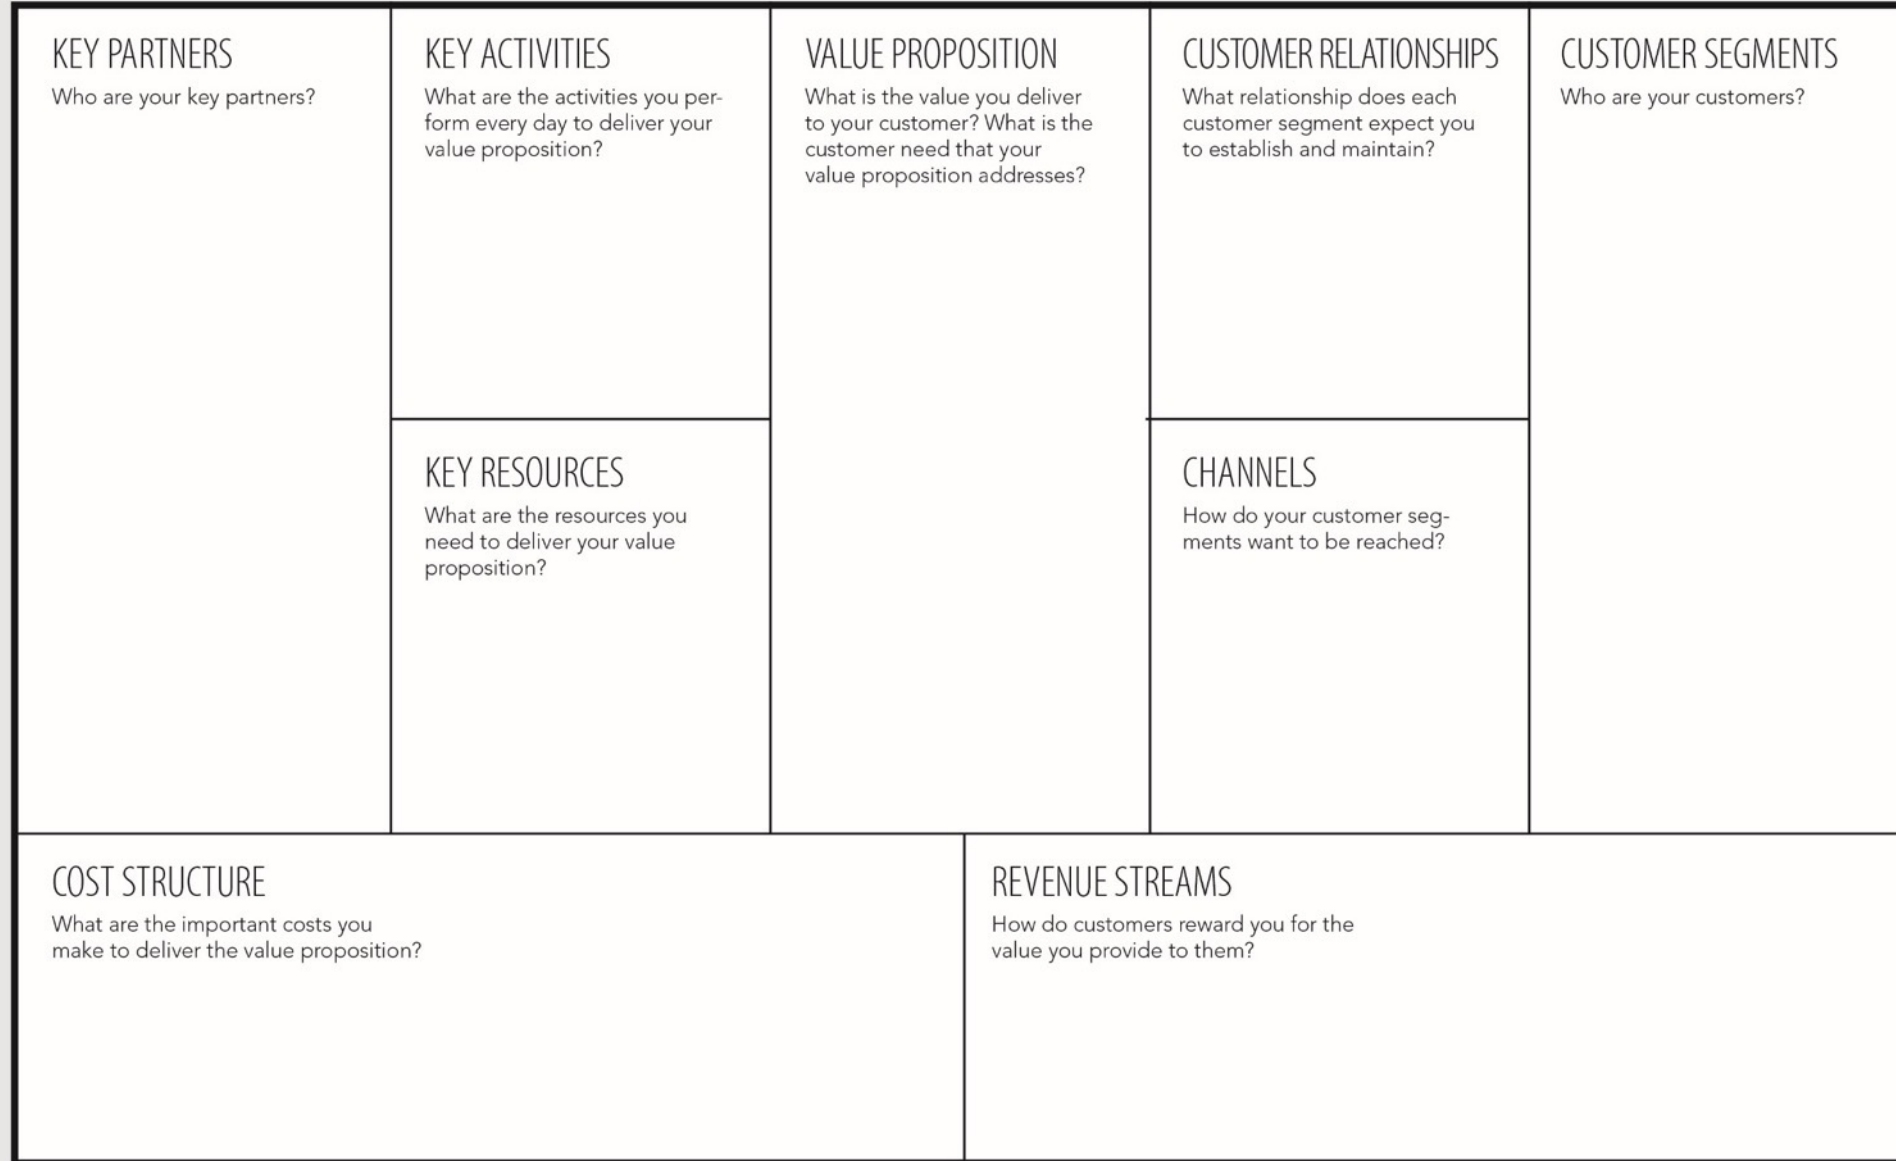 KEY PARTNERS
Who are your key partners?
KEY ACTIVITIES
What are the activities you per-
form every day to deliver your
value proposition?
KEY RESOURCES
What are the resources you
need to deliver your value
proposition?
VALUE PROPOSITION
What is the value you deliver
to your customer? What is the
customer need that your
value proposition addresses?
CUSTOMER RELATIONSHIPS
What relationship does each
customer segment expect you
to establish and maintain?
CHANNELS
How do your customer seg-
ments want to be reached?
CUSTOMER SEGMENTS
Who are your customers?
COST STRUCTURE
What are the important costs you
make to deliver the value proposition?
REVENUE STREAMS
How do customers reward you for the
value you provide to them?